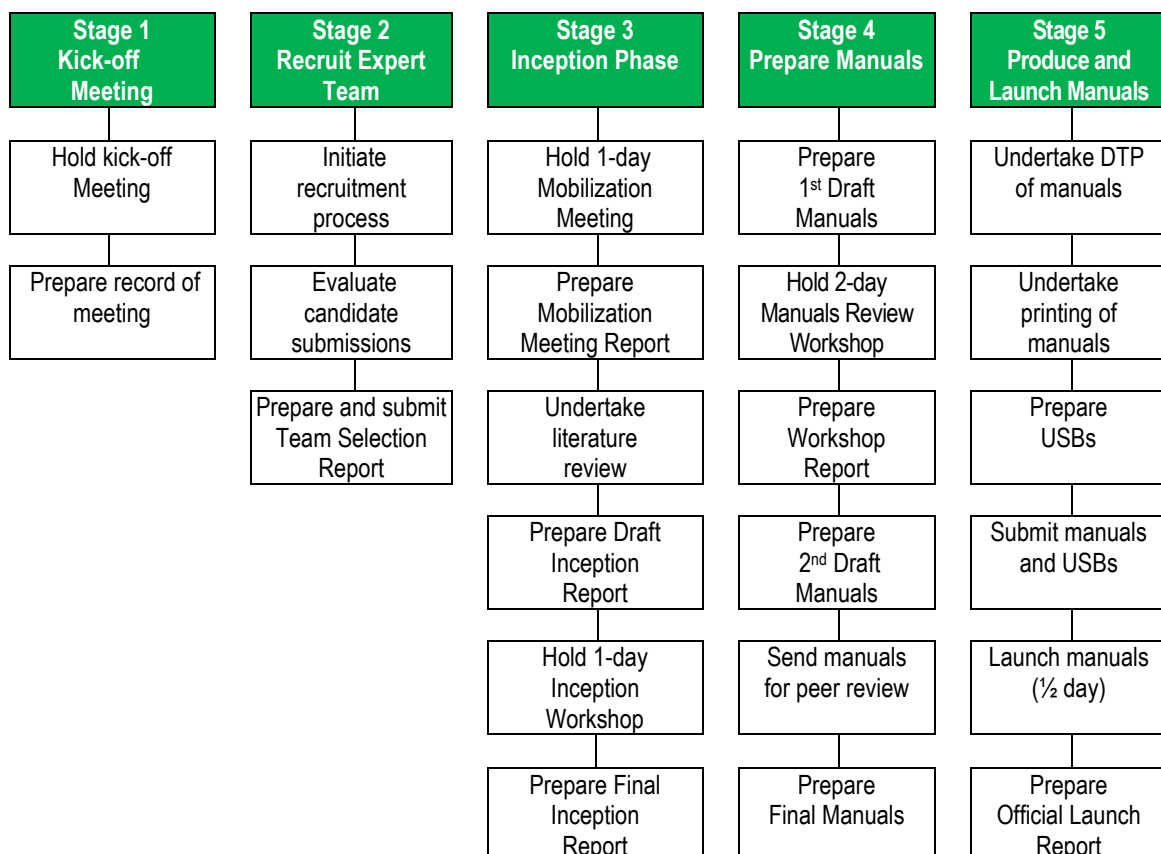 Stage 1
Kick-off
Meeting
Hold kick-off
Meeting
Prepare record of
meeting
Stage 2
Recruit Expert
Team
Initiate
recruitment
process
Evaluate
candidate
submissions
Prepare and submit
Team Selection
Report
Stage 3
Inception Phase
Hold 1-day
Mobilization
Meeting
Prepare
Mobilization
Meeting Report
Undertake
literature
review
Prepare Draft
Inception
Report
Hold 1-day
Inception
Workshop
Prepare Final
Inception
Report
Stage 4
Prepare Manuals
Prepare
1st Draft
Manuals
Hold 2-day
Manuals Review
Workshop
Prepare
Workshop
Report
Prepare
2nd Draft
Manuals
Send manuals
for peer review
Prepare
Final Manuals
Stage 5
Produce and
Launch Manuals
Undertake DTP
of manuals
Undertake
printing of
manuals
Prepare
USBs
Submit manuals
and USBs
Launch manuals
(½ day)
Prepare
Official Launch
Report